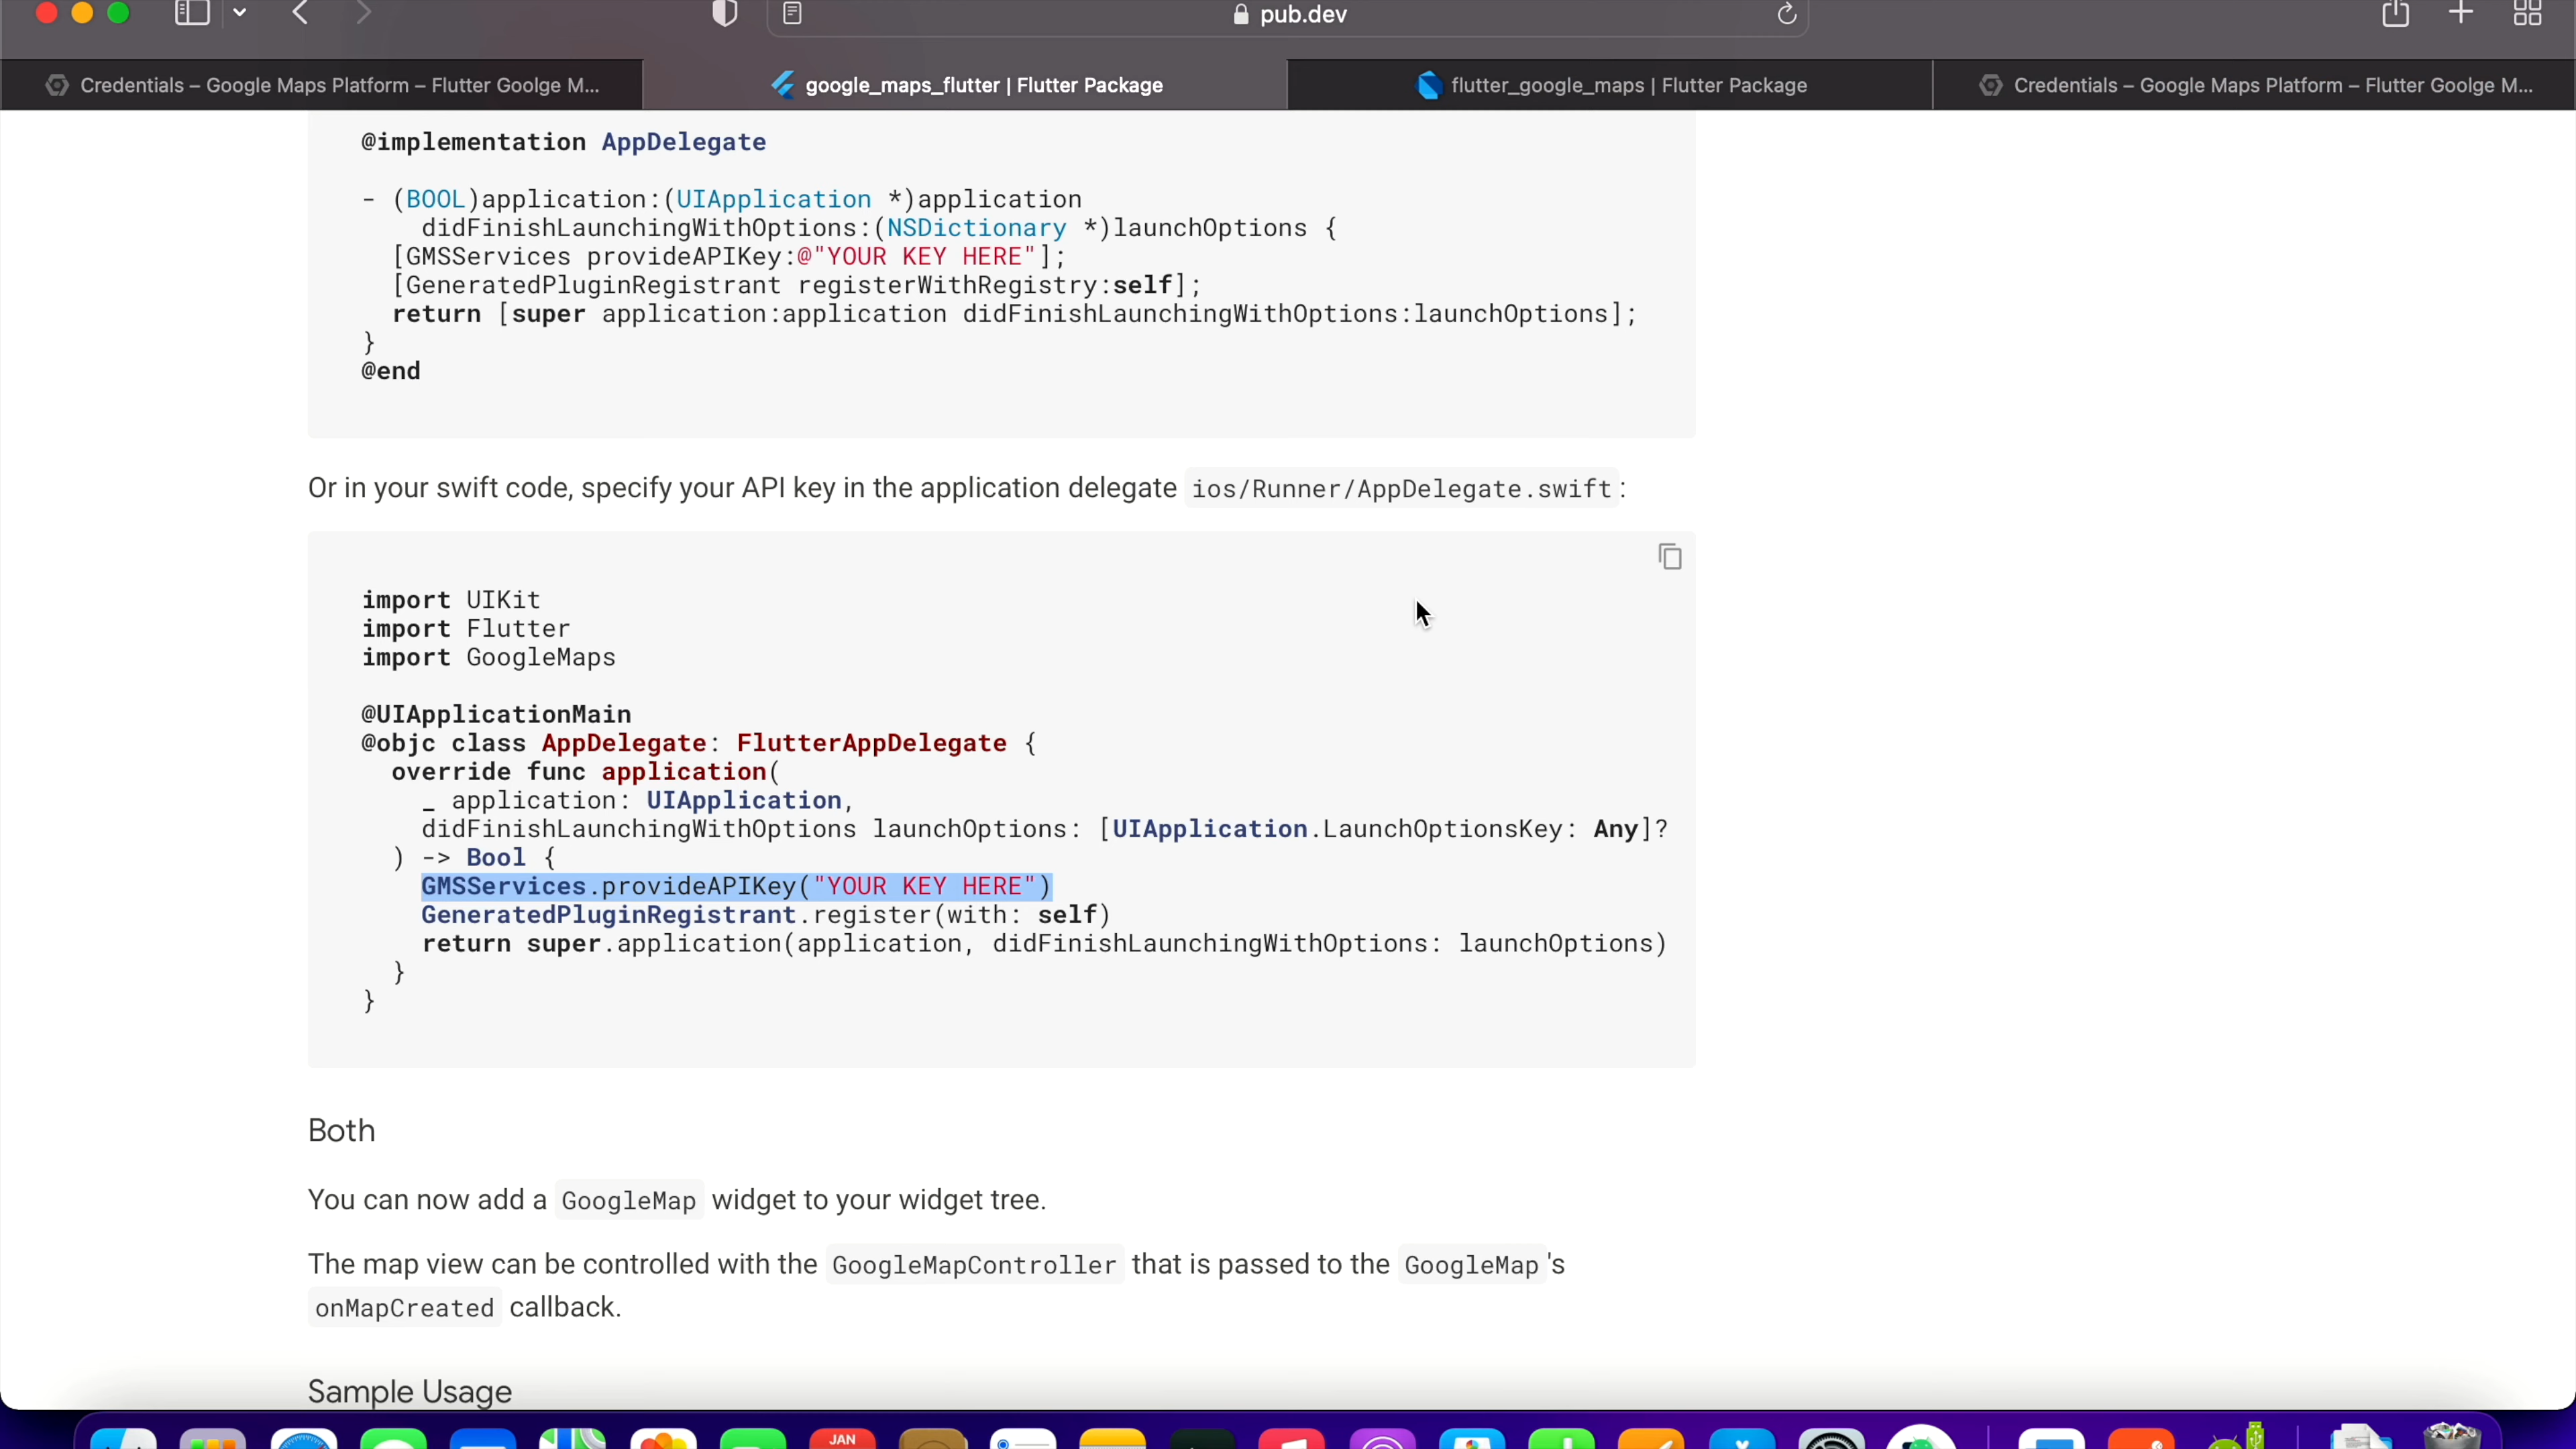 pub.dev
Credentials – Google Maps Platform – Flutter Goolge M...
google_maps_flutter | Flutter Package
flutter_google_maps | Flutter Package
Credentials – Google Maps Platform – Flutter Goolge M...
@implementation AppDelegate
- (BOOL)application:(UIApplication *)application
didFinishLaunchingWithOptions:(NSDictionary *)launchOptions {
[GMSServices provideAPIKey:@"YOUR KEY HERE"];
[GeneratedPluginRegistrant registerWithRegistry:self];
return [super application:application didFinishLaunchingWithOptions:launchOptions];
}
@end
Or in your swift code, specify your API key in the application delegate ios/Runner/AppDelegate.swift:
import UIKit
import Flutter
import GoogleMaps
@UIApplicationMain
@objc class AppDelegate: FlutterAppDelegate {
override func application(
_ application: UIApplication,
didFinishLaunchingWithOptions launchOptions: [UIApplication.LaunchOptionsKey: Any]?
) -> Bool {
GMSServices.provideAPIKey("YOUR KEY HERE")
GeneratedPluginRegistrant.register(with: self)
return super.application(application, didFinishLaunchingWithOptions: launchOptions)
}
}
Both
You can now add a GoogleMap widget to your widget tree.
The map view can be controlled with the GoogleMapController that is passed to the GoogleMap's
onMapCreated callback.
Sample Usage
JAN